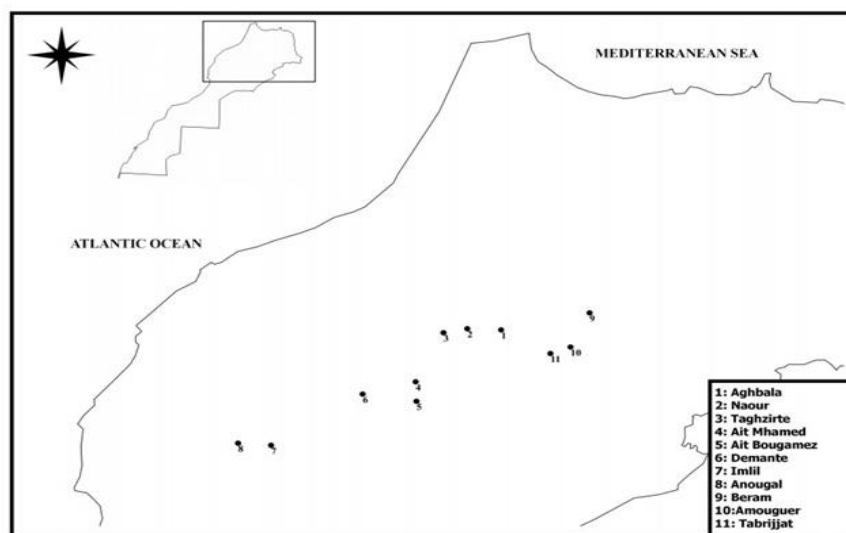 MEDITERRANEAN SEA
ATLANTIC OCEAN
9
3 2 1
11 10
4
6 5
8 7
1: Aghbala
2: Naour
3: Taghzirte
4: Ait Mhamed
5: Ait Bougamez
6: Demante
7: Imlil
8: Anougal
9: Beram
10:Amouguer
11: Tabrijjat